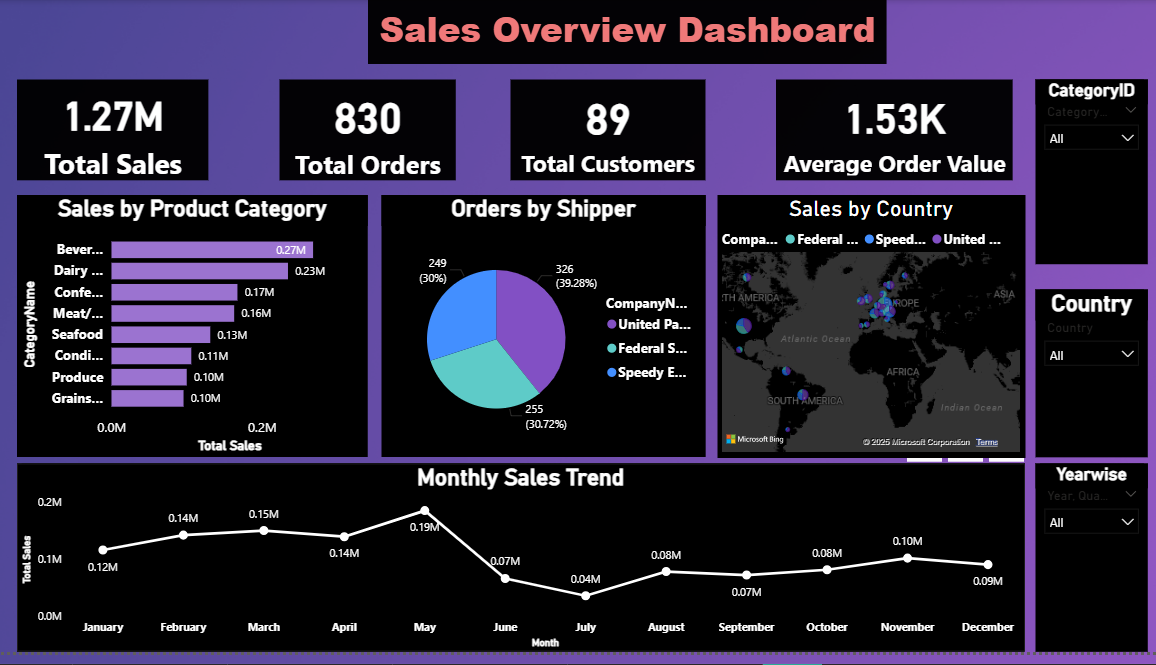 Sales Overview Dashboard
1.27M
Total Sales
830
Total Orders
89
Total Customers
1.53K
Average Order Value
CategoryID
Category...
All
Sales by Product Category
CategoryName
Bever...
0.27M
Dairy ...
0.23M
Confe...
0.17M
Meat/...
0.16M
Seafood
0.13M
Condi...
0.11M
Produce
0.10M
Grains...
0.10M
0.0M
0.2M
Total Sales
Orders by Shipper
249
(30%)
326
(39.28%)
255
(30.72%)
CompanyN...
United Pa...
Federal S...
Speedy E...
Sales by Country
Compa...
Federal ...
Speed...
United ...
TH AMERICA
EUROPE
ASIA
Atlantic Ocean
AFRICA
SOUTH AMERICA
Indian Ocean
Microsoft Bing
© 2025 Microsoft Corporation
Terms
Country
Country
All
Monthly Sales Trend
Total Sales
0.2M
0.1M
0.0M
0.12M
0.14M
0.15M
0.14M
0.19M
0.07M
0.04M
0.08M
0.07M
0.08M
0.10M
0.09M
January
February
March
April
May
June
July
August
September
October
November
December
Month
Yearwise
Year, Qua...
All